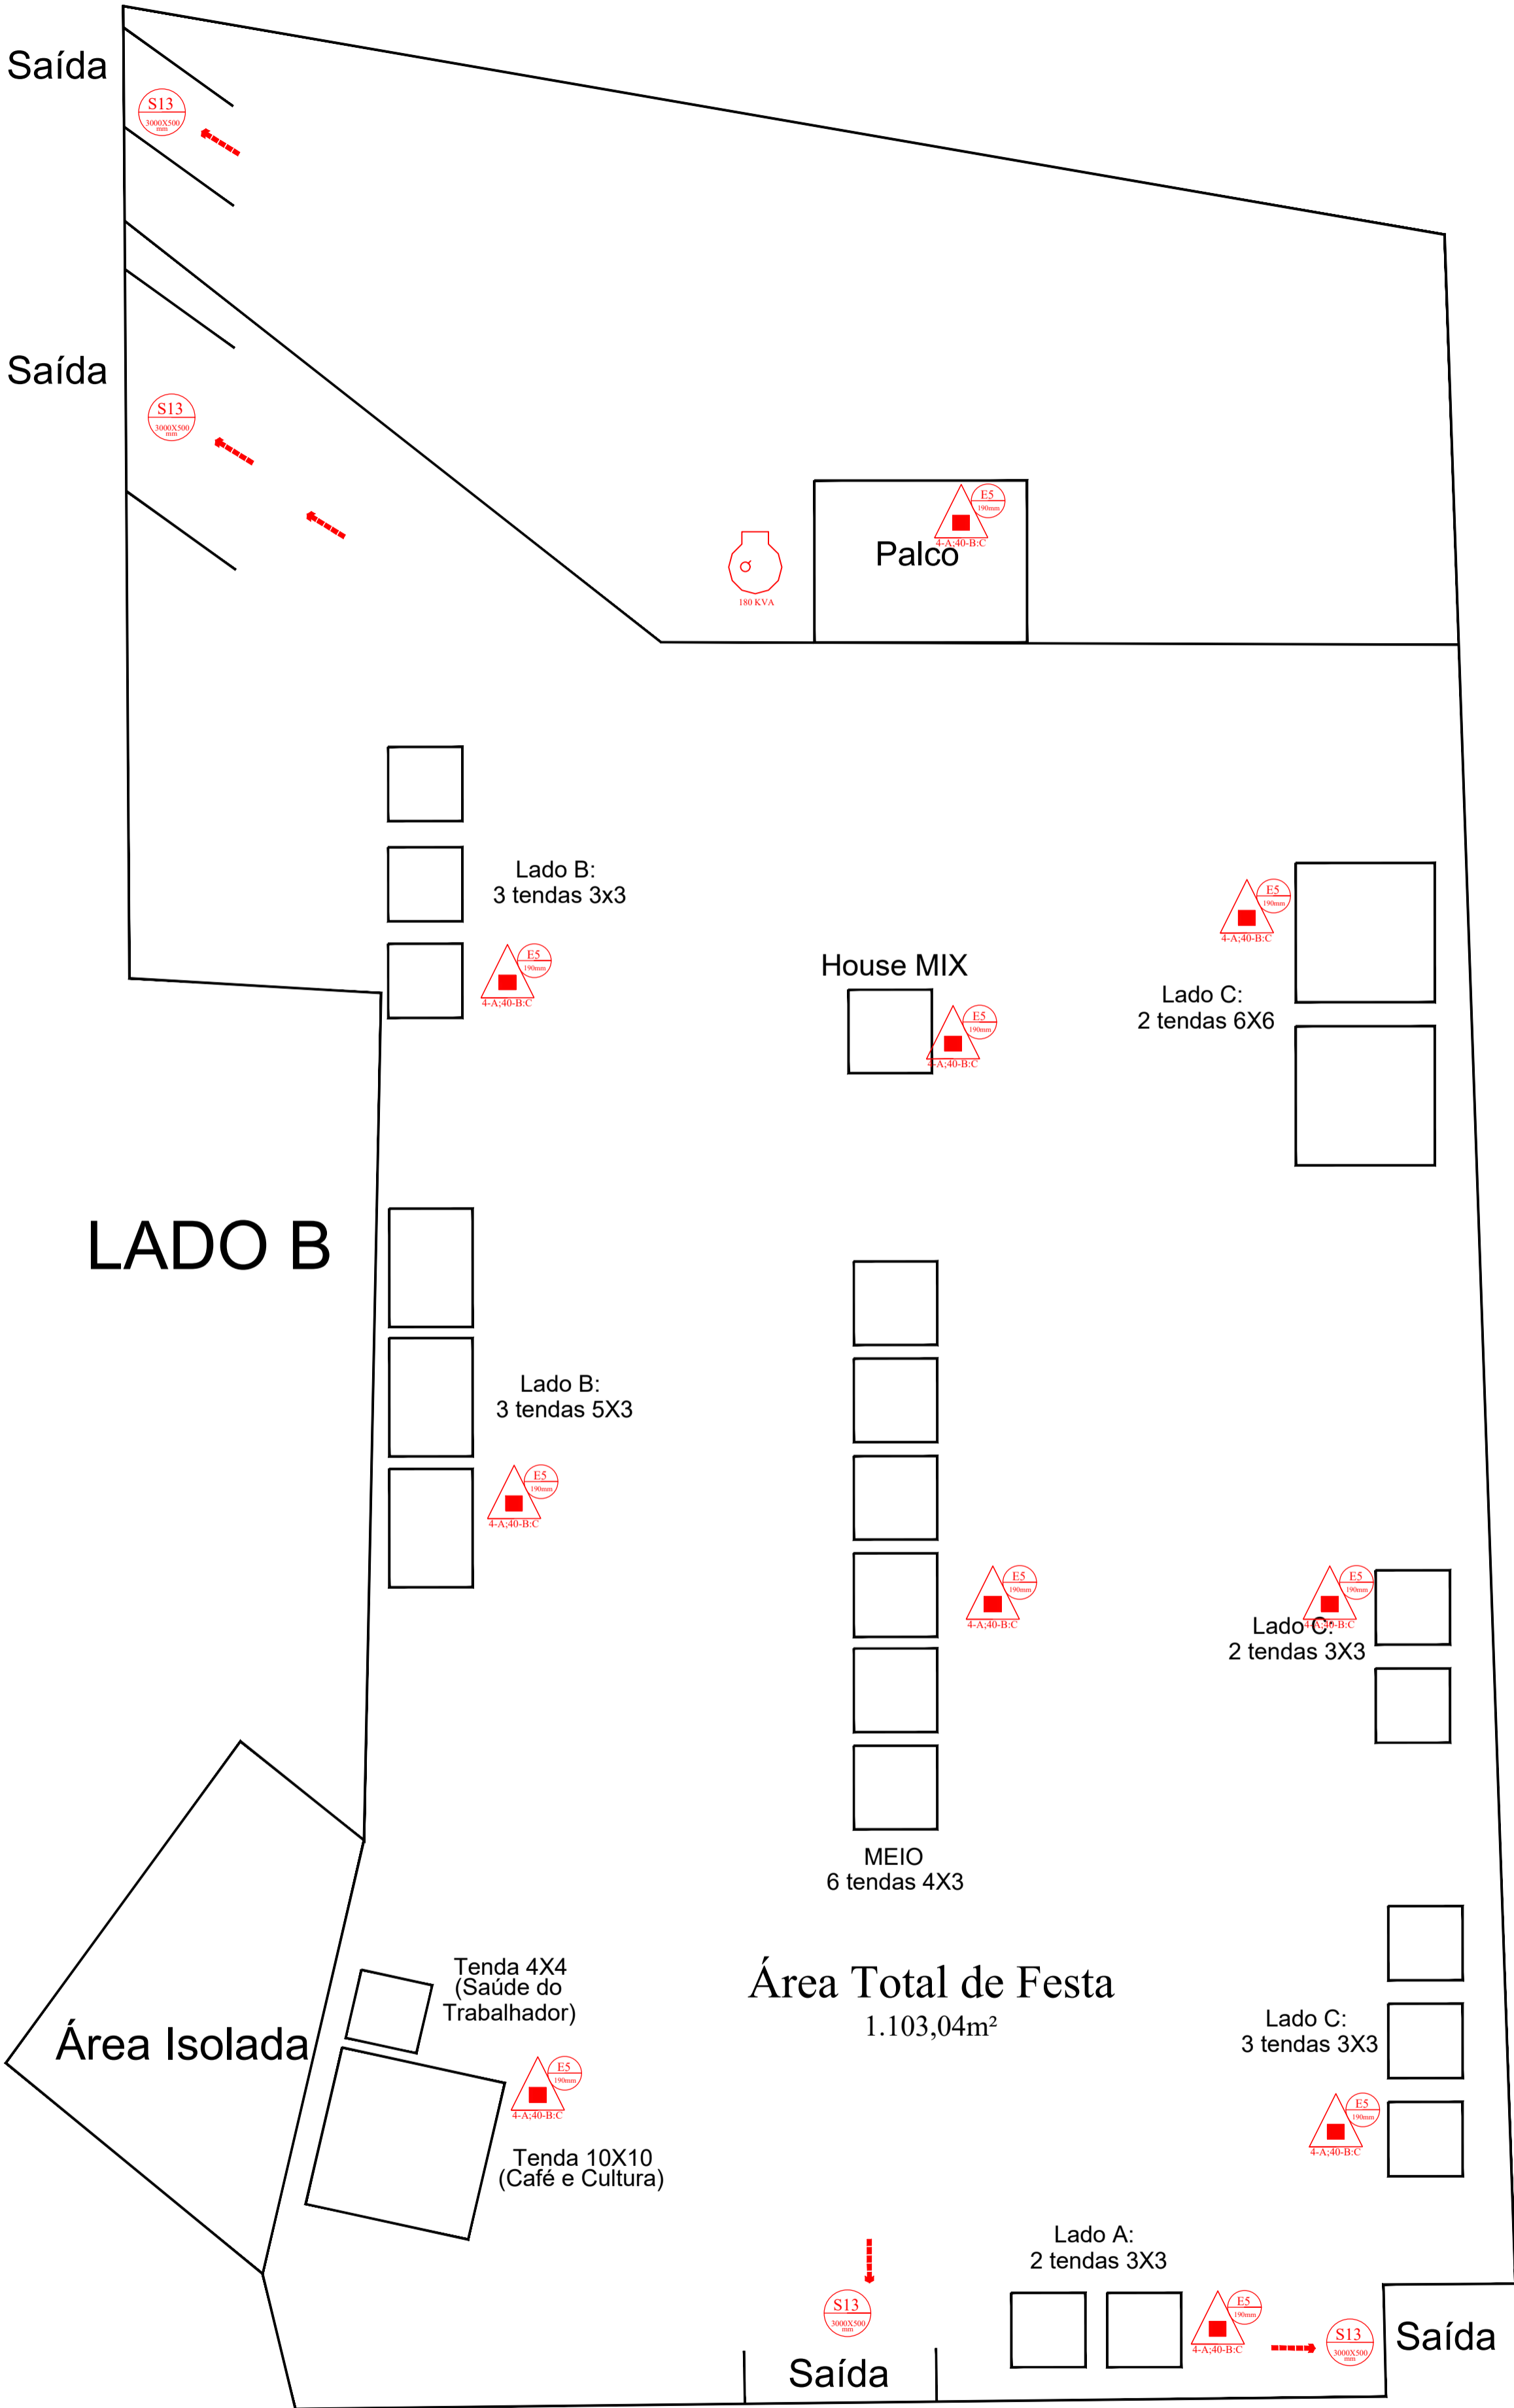 Saída
S13
3000X500
mm
Saída
S13
3000X500
mm
E5
190mm
4-A;40-B:C
Palco
180 KVA
Lado B:
3 tendas 3x3
E5
190mm
4-A;40-B:C
House MIX
E5
190mm
4-A;40-B:C
E5
190mm
4-A;40-B:C
Lado C:
2 tendas 6X6
LADO B
Lado B:
3 tendas 5X3
E5
190mm
4-A;40-B:C
E5
190mm
4-A;40-B:C
E5
190mm
4-A;40-B:C
Lado C:
2 tendas 3X3
MEIO
6 tendas 4X3
Tenda 4X4
(Saúde do
Trabalhador)
Área Total de Festa
1.103,04m²
Área Isolada
Lado C:
3 tendas 3X3
E5
190mm
4-A;40-B:C
E5
190mm
4-A;40-B:C
Tenda 10X10
(Café e Cultura)
Lado A:
2 tendas 3X3
S13
3000X500
mm
E5
190mm
4-A;40-B:C
S13
3000X500
mm
Saída
Saída